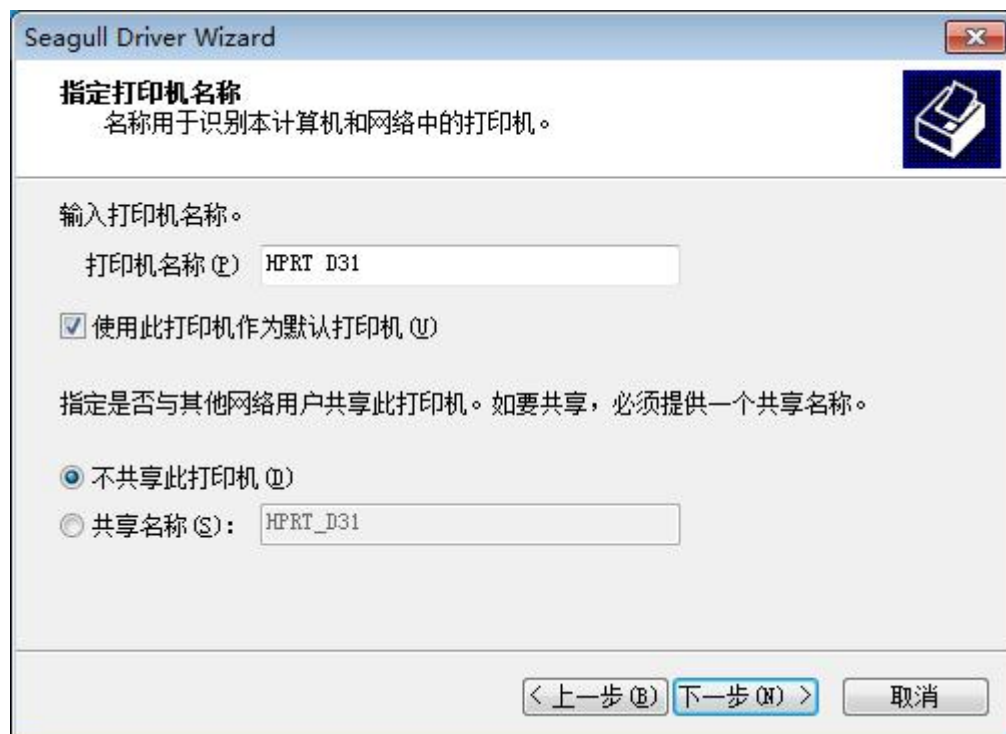 Seagull Driver Wizard
指定打印机名称
名称用于识别本计算机和网络中的打印机。
输入打印机名称。
打印机名称(P) HPRT D31
使用此打印机作为默认打印机(U)
指定是否与其他网络用户共享此打印机。如要共享，必须提供一个共享名称。
不共享此打印机(D)
共享名称(S)： HPRT_D31
< 上一步(B) 下一步(N) > 取消